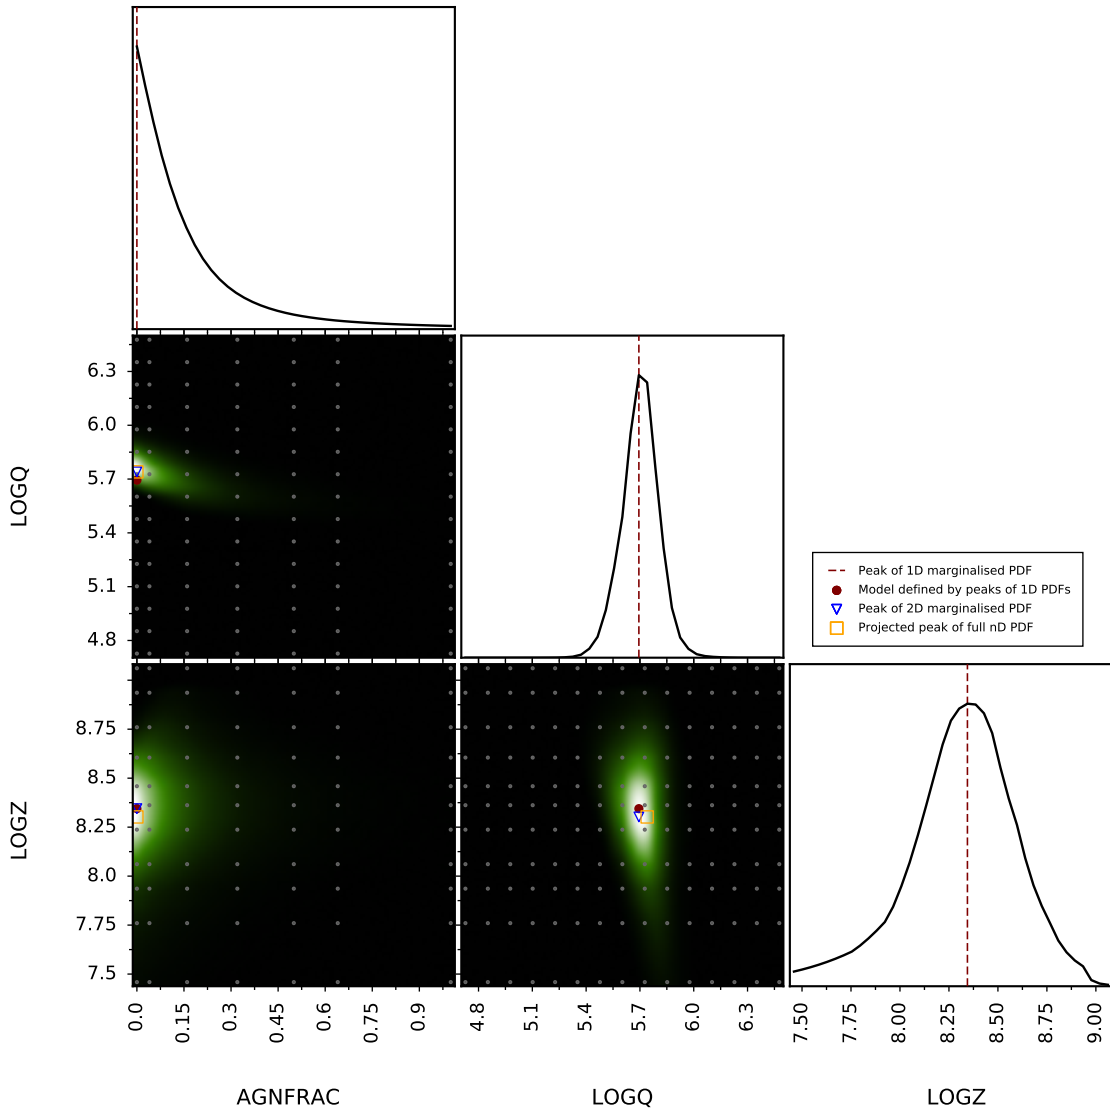 6.3
6.0
5.7
5.4
5.1
4.8
LOGQ
Peak of 1D marginalised PDF
Model defined by peaks of 1D PDFs
Peak of 2D marginalised PDF
Projected peak of full nD PDF
8.75
8.5
8.25
8.0
7.75
7.5
LOGZ
0.0 0.15 0.3 0.45 0.6 0.75 0.9
4.8 5.1 5.4 5.7 6.0 6.3
7.50 7.75 8.00 8.25 8.50 8.75 9.00
AGNFRAC
LOGQ
LOGZ